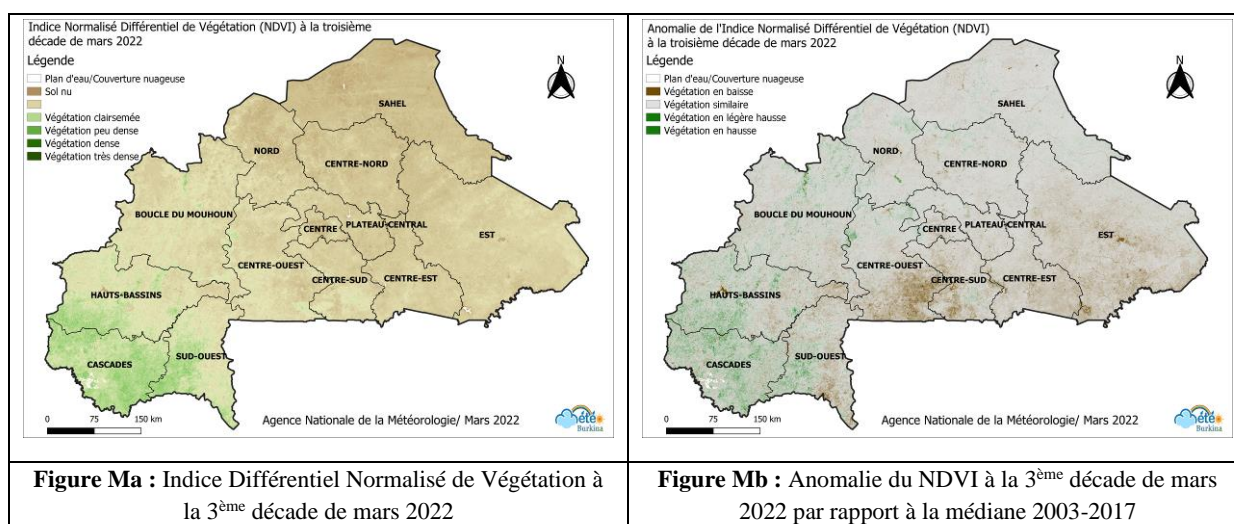 Indice Normalisé Différentiel de Végétation (NDVI) à la troisième
décade de mars 2022
Légende
Plan d'eau/Couverture nuageuse
Sol nu
Végétation clairsemée
Végétation peu dense
Végétation dense
Végétation très dense
N
SAHEL
NORD
CENTRE-NORD
BOUCLE DU MOUHOUN
CENTRE
PLATEAU-CENTRAL
EST
CENTRE-OUEST
CENTRE-SUD
CENTRE-EST
HAUTS-BASSINS
CASCADES
SUD-OUEST
0 75 150 km
Agence Nationale de la Météorologie/ Mars 2022
Météo
Burkina
Anomalie de l'Indice Normalisé Différentiel de Végétation (NDVI)
à la troisième décade de mars 2022
Légende
Plan d'eau/Couverture nuageuse
Végétation en baisse
Végétation similaire
Végétation en légère hausse
Végétation en hausse
N
SAHEL
NORD
CENTRE-NORD
BOUCLE DU MOUHOUN
CENTRE
PLATEAU-CENTRAL
EST
CENTRE-OUEST
CENTRE-SUD
CENTRE-EST
HAUTS-BASSINS
CASCADES
SUD-OUEST
0 75 150 km
Agence Nationale de la Météorologie/ Mars 2022
Météo
Burkina
Figure Ma : Indice Différentiel Normalisé de Végétation à
la 3ème décade de mars 2022
Figure Mb : Anomalie du NDVI à la 3ème décade de mars
2022 par rapport à la médiane 2003-2017